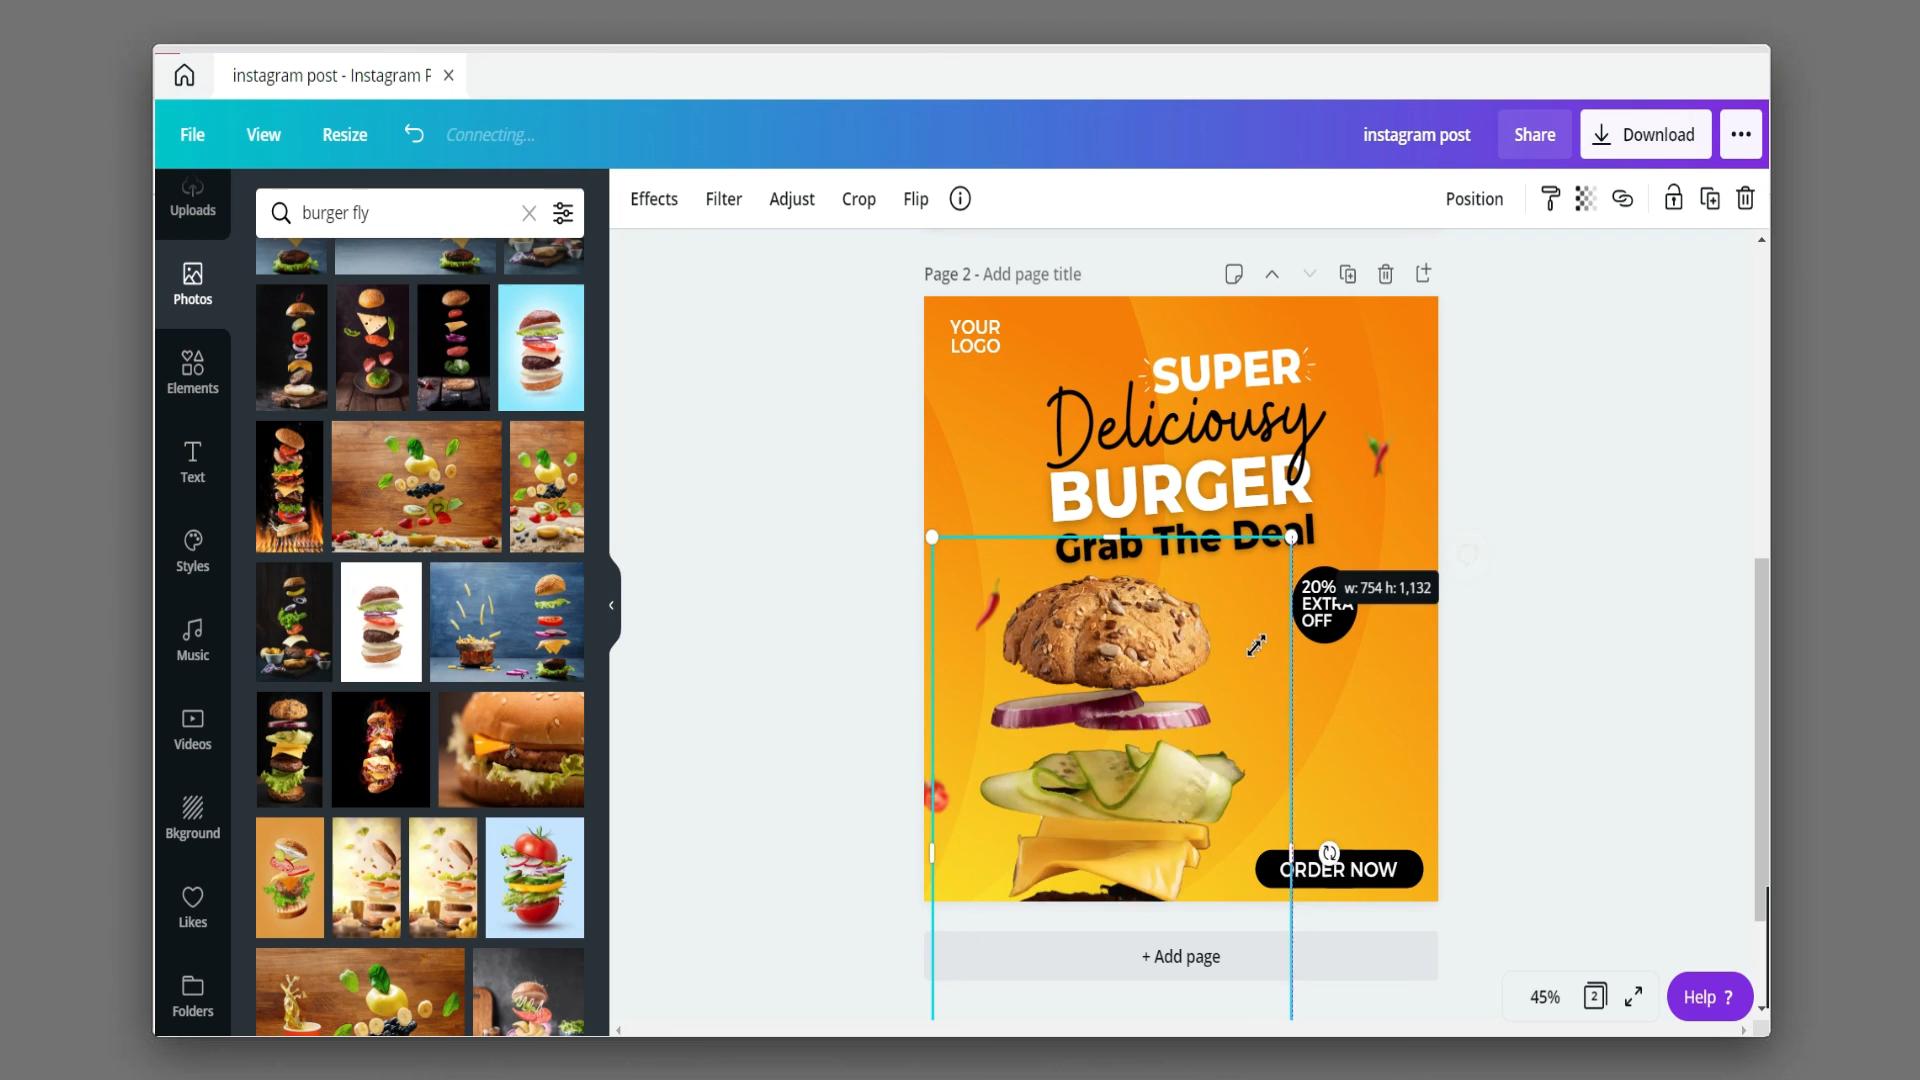 instagram post - Instagram P
File
View
Resize
Connecting...
instagram post
Share
Download
Uploads
Photos
Elements
Text
Styles
Music
Videos
Bkground
Likes
Folders
burger fly
Effects
Filter
Adjust
Crop
Flip
Position
Page 2 - Add page title
YOUR
LOGO
SUPER
Deliciousy
BURGER
Grab The Deal
20%
EXTRA
OFF
w: 754 h: 1,132
ORDER NOW
+ Add page
45%
2
Help ?